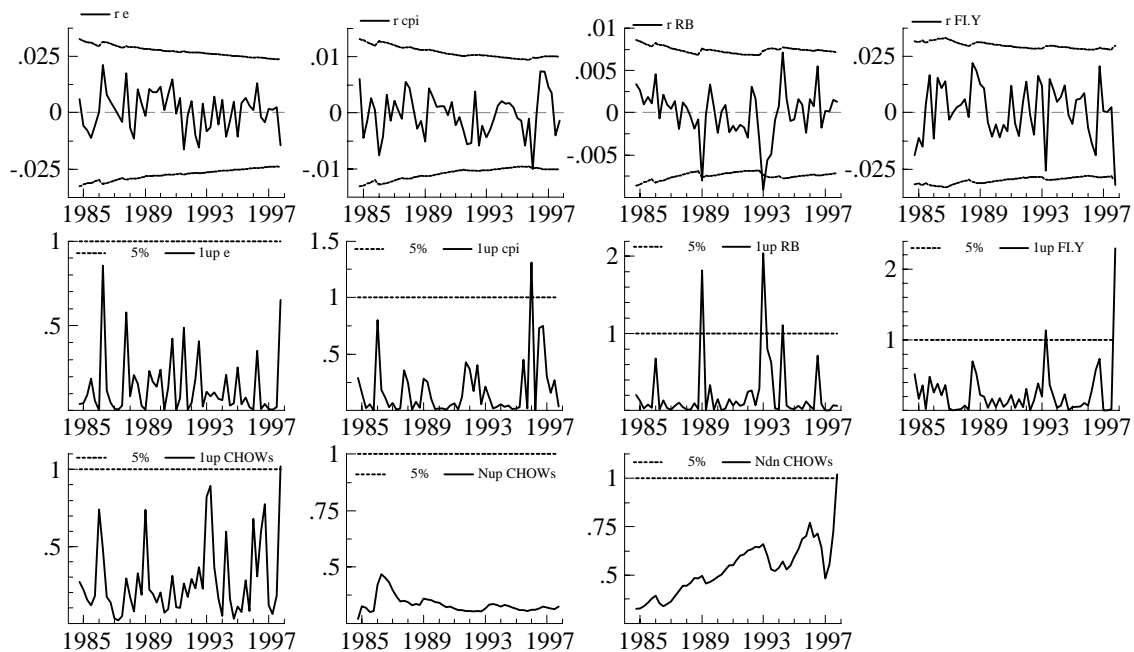 r e
.025
0
-.025
1985 1989 1993 1997
r cpi
.01
0
-.01
1985 1989 1993 1997
r RB
.01
.005
0
-.005
1985 1989 1993 1997
r FI.Y
.025
0
-.025
1985 1989 1993 1997
5% 1up e
1
.5
1985 1989 1993 1997
5% 1up cpi
1.5
1
.5
1985 1989 1993 1997
5% 1up RB
2
1
1985 1989 1993 1997
5% 1up FI.Y
2
1
1985 1989 1993 1997
5% 1up CHOWs
1
.5
1985 1989 1993 1997
1
5% Nup CHOWs
.75
.5
1985 1989 1993 1997
5% Ndn CHOWs
1
.75
.5
1985 1989 1993 1997